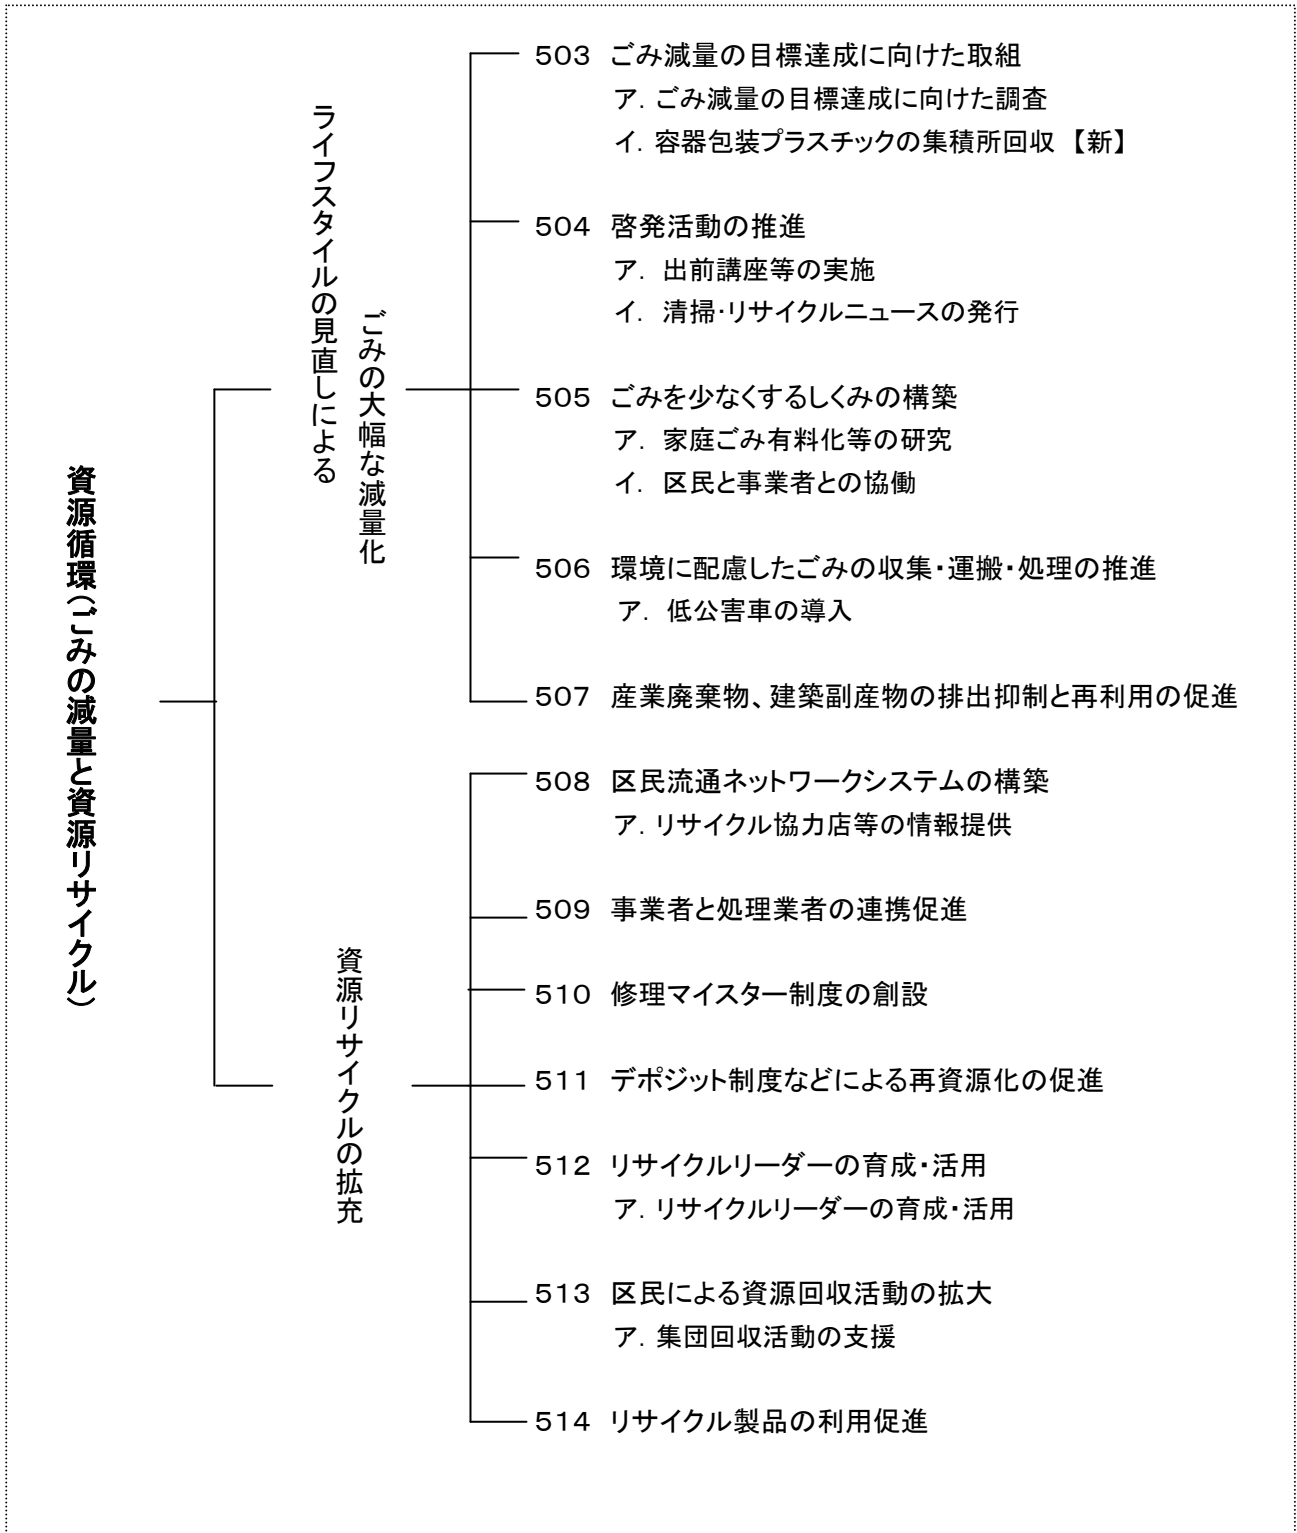 資源循環（ごみの減量と資源リサイクル）
ライフスタイルの見直しによる
ごみの大幅な減量化
503 ごみ減量の目標達成に向けた取組
ア．ごみ減量の目標達成に向けた調査
イ．容器包装プラスチックの集積所回収 【新】
504 啓発活動の推進
ア． 出前講座等の実施
イ． 清掃・リサイクルニュースの発行
505 ごみを少なくするしくみの構築
ア． 家庭ごみ有料化等の研究
イ． 区民と事業者との協働
506 環境に配慮したごみの収集・運搬・処理の推進
ア． 低公害車の導入
507 産業廃棄物、建築副産物の排出抑制と再利用の促進
資源リサイクルの拡充
508 区民流通ネットワークシステムの構築
ア．リサイクル協力店等の情報提供
509 事業者と処理業者の連携促進
510 修理マイスター制度の創設
511 デポジット制度などによる再資源化の促進
512 リサイクルリーダーの育成・活用
ア．リサイクルリーダーの育成・活用
513 区民による資源回収活動の拡大
ア．集団回収活動の支援
514 リサイクル製品の利用促進